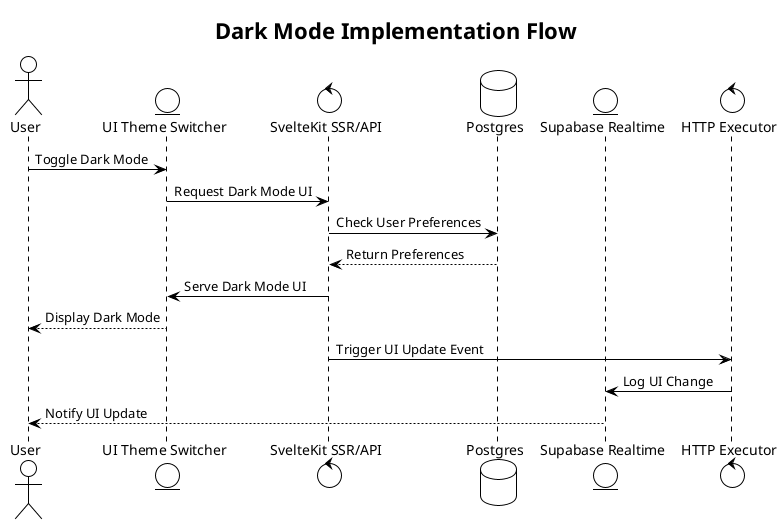 Dark Mode Implementation Flow
User
UI Theme Switcher
SvelteKit SSR/API
Postgres
Supabase Realtime
HTTP Executor
Toggle Dark Mode
Request Dark Mode UI
Check User Preferences
Return Preferences
Serve Dark Mode UI
Display Dark Mode
Trigger UI Update Event
Log UI Change
Notify UI Update
User
UI Theme Switcher
SvelteKit SSR/API
Postgres
Supabase Realtime
HTTP Executor